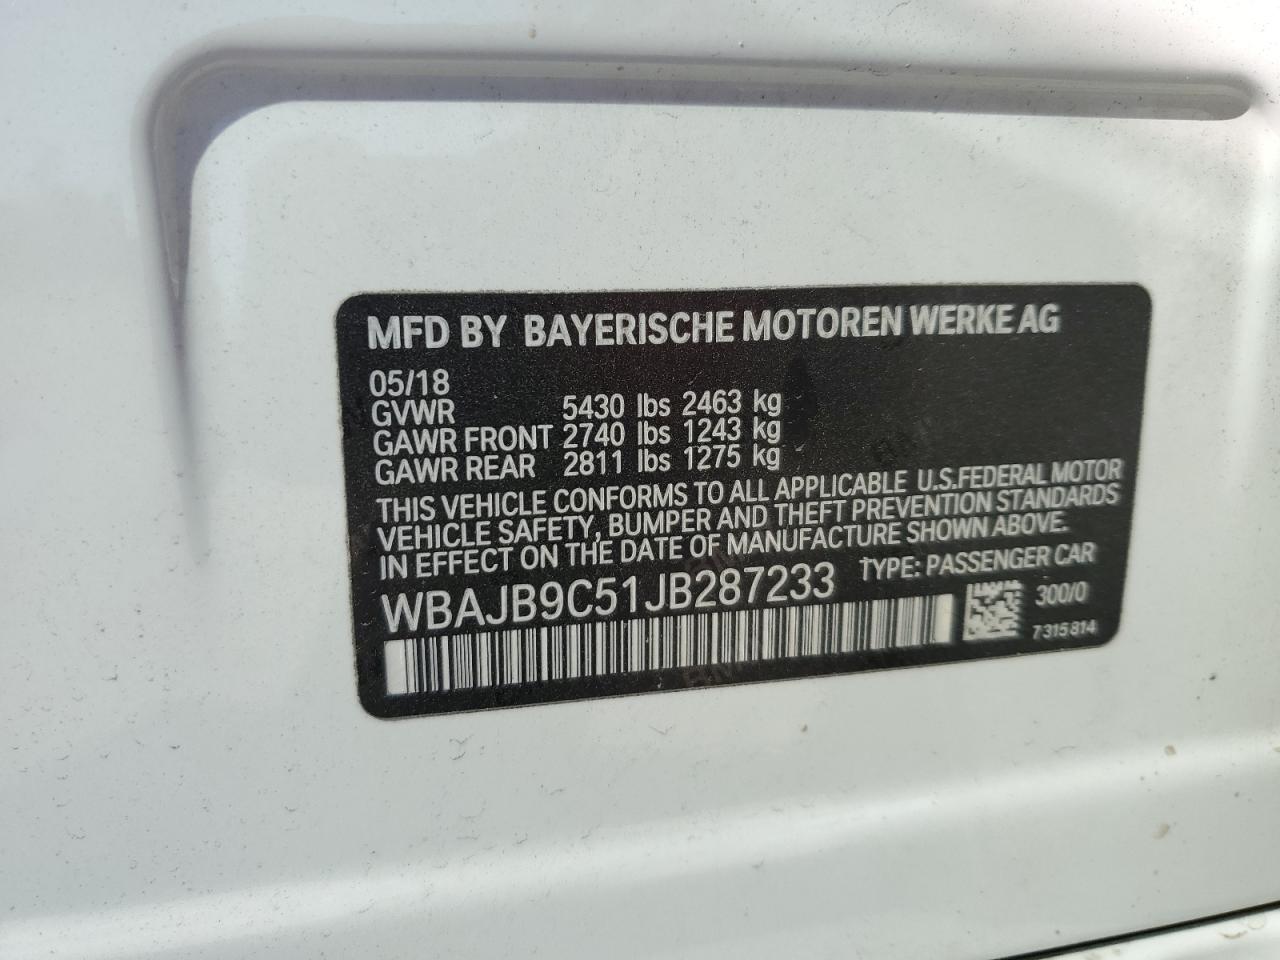 MFD BY BAYERISCHE MOTOREN WERKE AG
05/18
GVWR 5430 lbs 2463 kg
GAWR FRONT 2740 lbs 1243 kg
GAWR REAR 2811 lbs 1275 kg
THIS VEHICLE CONFORMS TO ALL APPLICABLE U.S.FEDERAL MOTOR
VEHICLE SAFETY, BUMPER AND THEFT PREVENTION STANDARDS
IN EFFECT ON THE DATE OF MANUFACTURE SHOWN ABOVE.
WBAJB9C51JB287233 TYPE: PASSENGER CAR
300/0
7315814